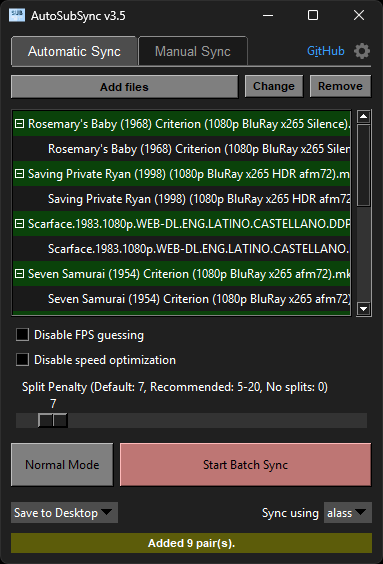 SUB
AutoSubSync v3.5
Automatic Sync
Manual Sync
GitHub
Add files
Change
Remove
Rosemary's Baby (1968) Criterion (1080p BluRay x265 Silence).
Rosemary's Baby (1968) Criterion (1080p BluRay x265 Silen
Saving Private Ryan (1998) (1080p BluRay x265 HDR afm72).m
Saving Private Ryan (1998) (1080p BluRay x265 HDR afm
Scarface.1983.1080p.WEB-DL.ENG.LATINO.CASTELLANO.DDP
Scarface.1983.1080p.WEB-DL.ENG.LATINO.CASTELLANO.
Seven Samurai (1954) Criterion (1080p BluRay x265 afm72).mk
Seven Samurai (1954) Criterion (1080p BluRay x265 afm72
Disable FPS guessing
Disable speed optimization
Split Penalty (Default: 7, Recommended: 5-20, No splits: 0)
7
Normal Mode
Start Batch Sync
Save to Desktop
Sync using
alass
Added 9 pair(s).